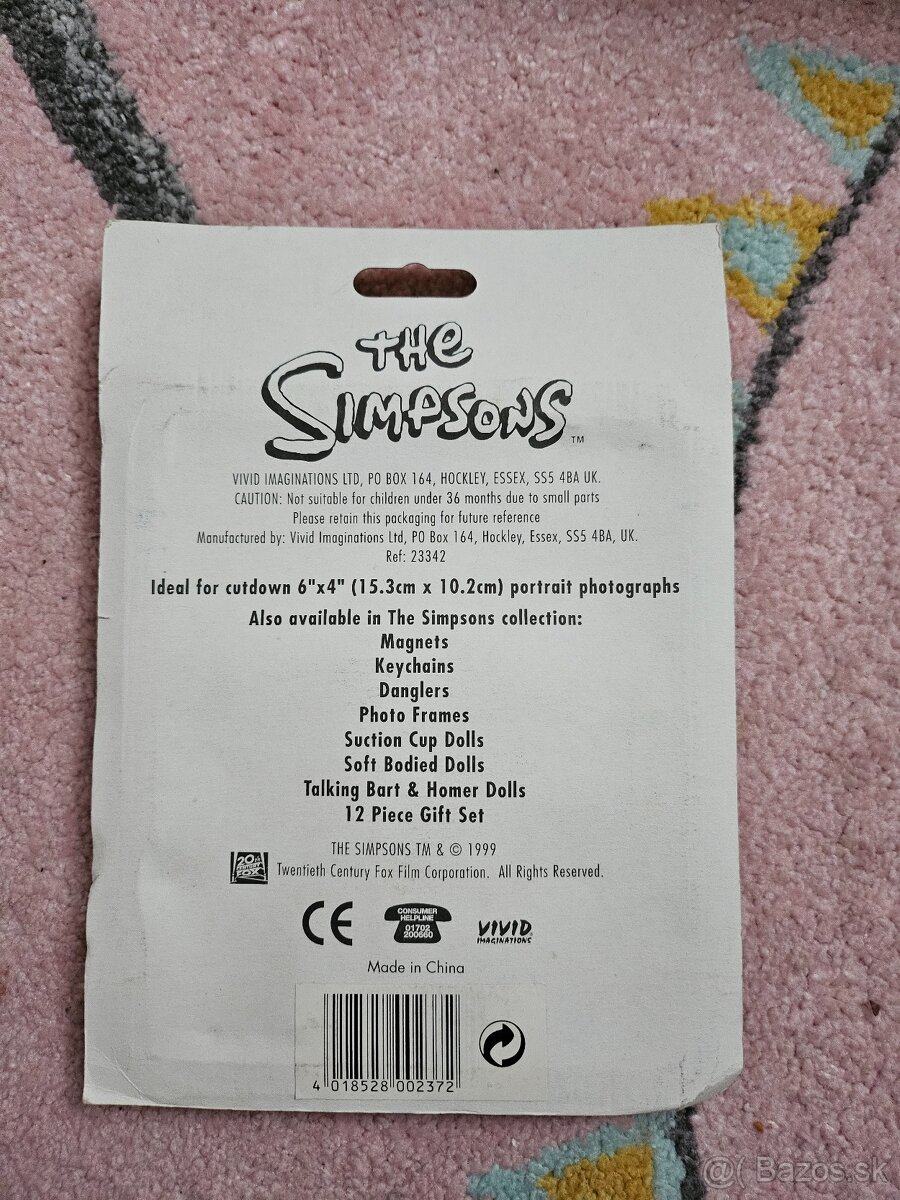 THE
SIMPSONS TM
VIVID IMAGINATIONS LTD, PO BOX 164, HOCKLEY, ESSEX, SS5 4BA UK.
CAUTION: Not suitable for children under 36 months due to small parts
Please retain this packaging for future reference
Manufactured by: Vivid Imaginations Ltd, PO Box 164, Hockley, Essex, SS5 4BA, UK.
Ref: 23342
Ideal for cutdown 6"x4" (15.3cm x 10.2cm) portrait photographs
Also available in The Simpsons collection:
Magnets
Keychains
Danglers
Photo Frames
Suction Cup Dolls
Soft Bodied Dolls
Talking Bart & Homer Dolls
12 Piece Gift Set
THE SIMPSONS TM & © 1999
20th
CENTURY
FOX
Twentieth Century Fox Film Corporation. All Rights Reserved.
CE
CONSUMER
HELPLINE
01702
200660
VIVID
IMAGINATIONS
Made in China
4 018528 002372
@( Bazos.sk